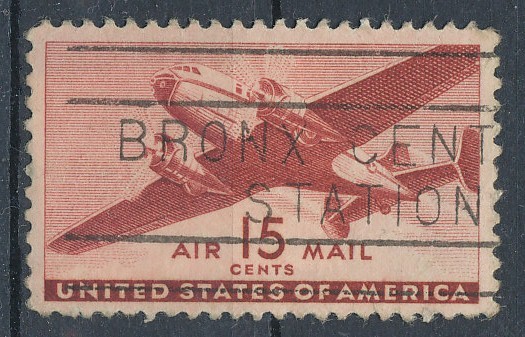 BRONX CENT
STATION
AIR 15 MAIL
CENTS
UNITED STATES OF AMERICA